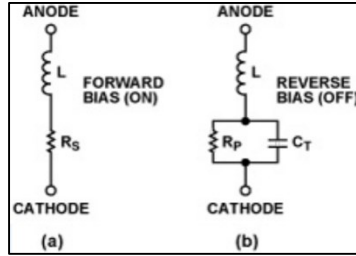 ANODE
L
FORWARD
BIAS (ON)
RS
CATHODE
(a)
ANODE
L
REVERSE
BIAS (OFF)
RP
CT
CATHODE
(b)